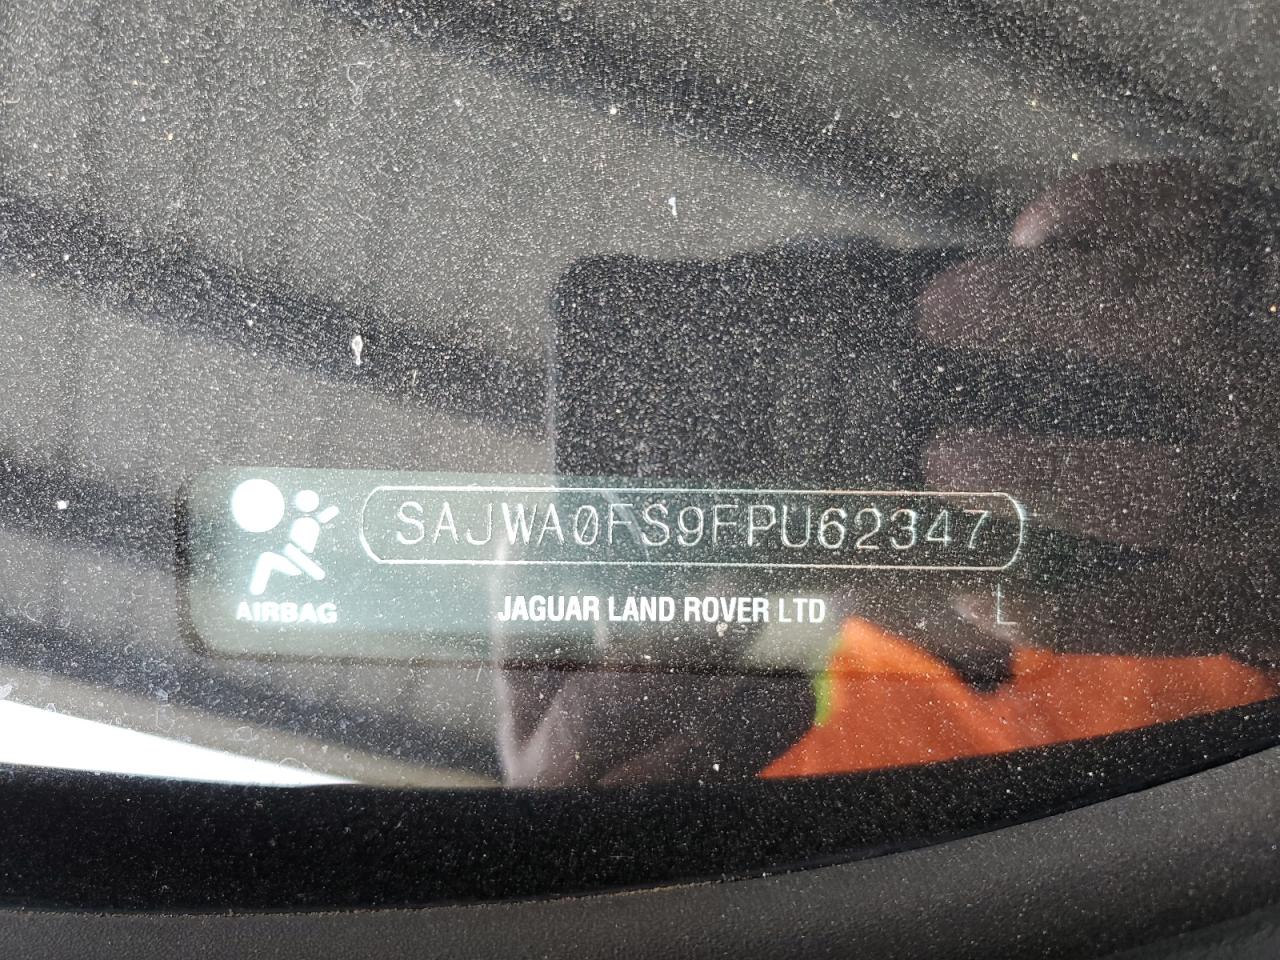 SAJWA0FS9FPU62347
AIRBAG
JAGUAR LAND ROVER LTD
L